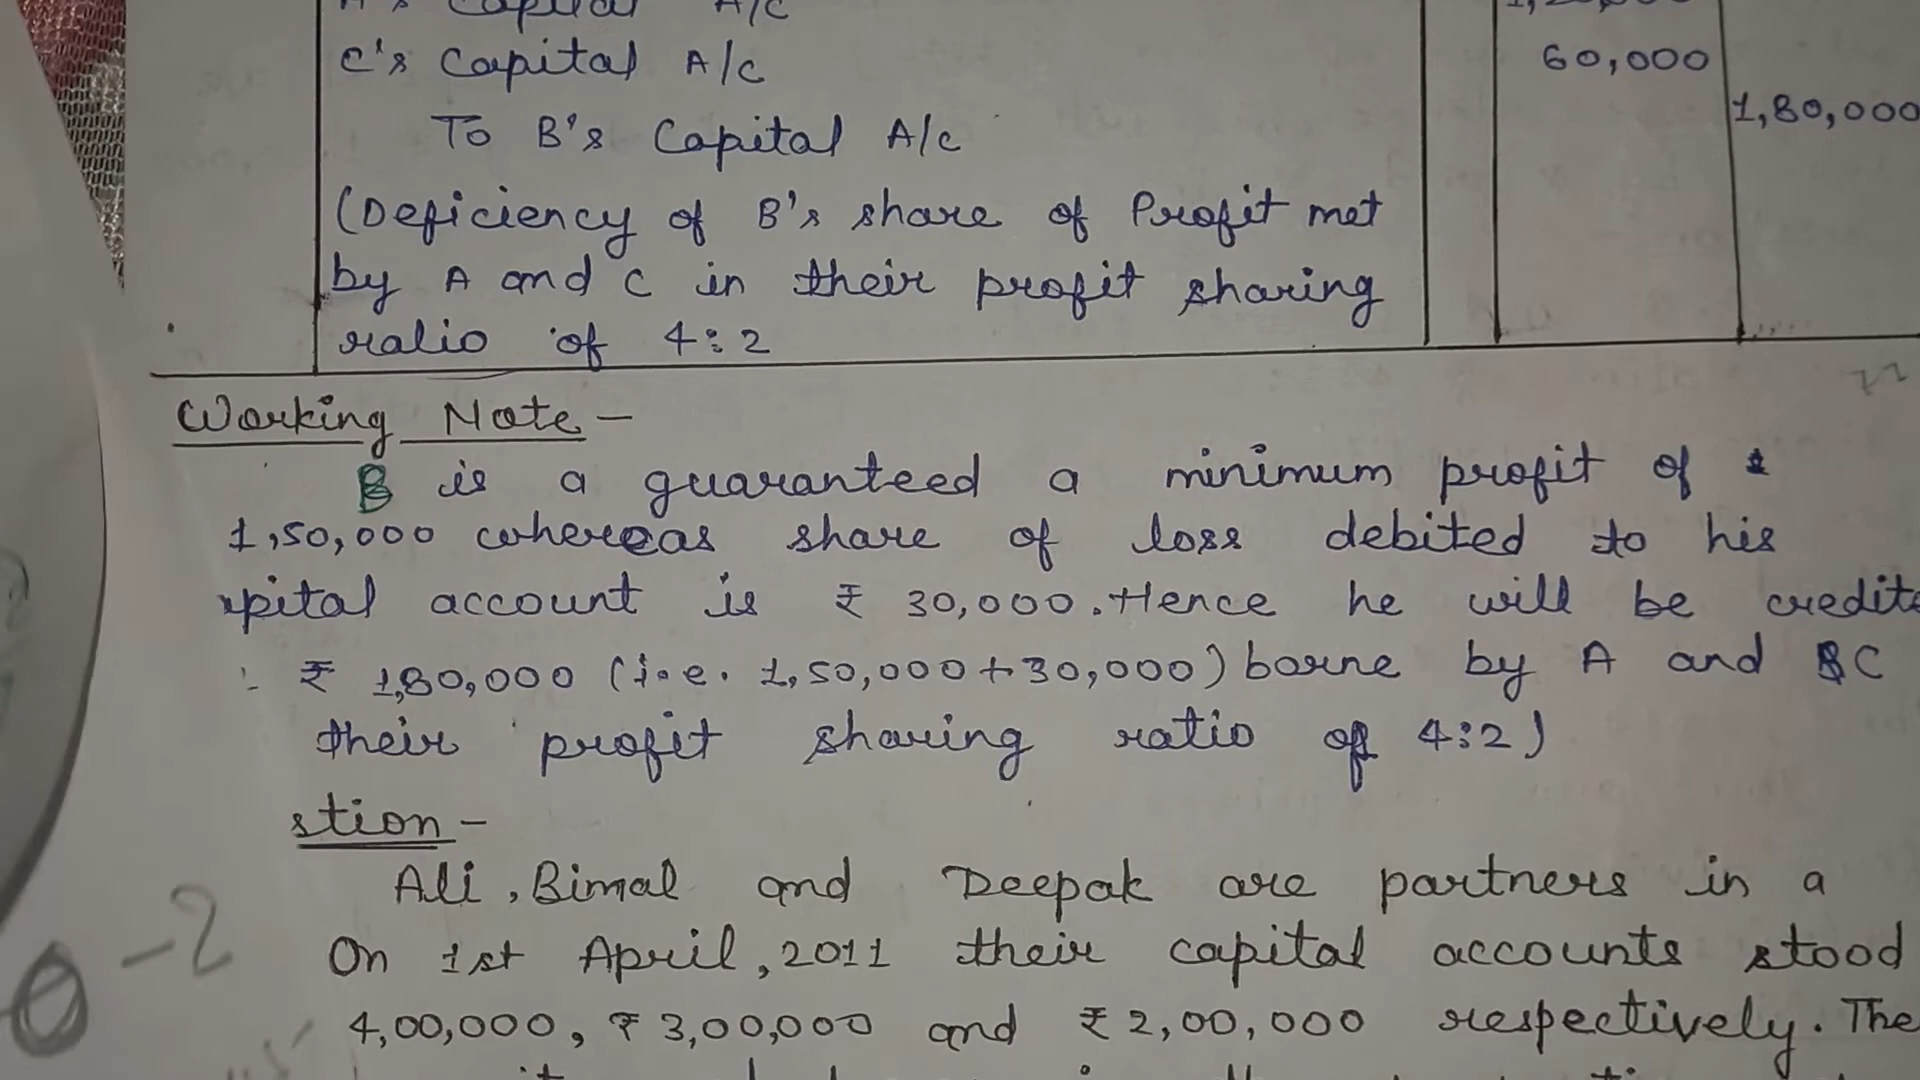 A's Capital A/C
C's Capital A/C
60,000
To B's Capital A/C
1,80,000
(Deficiency of B's share of Profit met
by A and C in their profit sharing
ratio of 4:2
Working Note -
B is a guaranteed a minimum profit of ₹
1,50,000 whereas share of loss debited to his
pital account is ₹ 30,000. Hence he will be credite
₹ 1,80,000 (i.e. 1,50,000+30,000) borne by A and C
their profit sharing ratio of 4:2)
stion -
Ali, Bimal and Deepak are partners in a
On 1st April, 2011 their capital accounts stood
4,00,000, ₹ 3,00,000 and ₹ 2,00,000 respectively. The
0-2